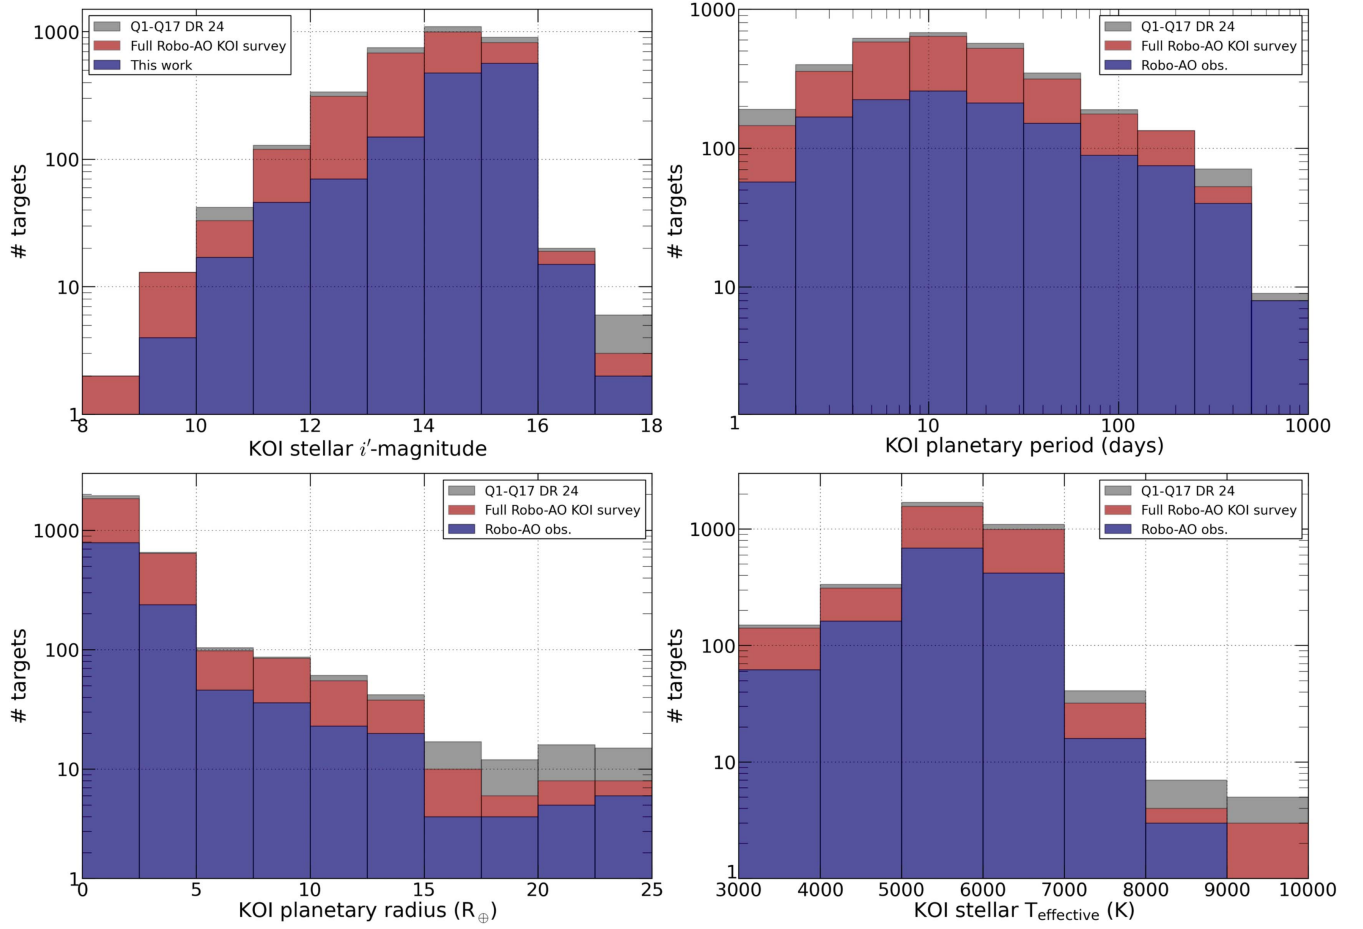 Q1-Q17 DR 24
Full Robo-AO KOI survey
This work
# targets
1000
100
10
1
8 10 12 14 16 18
KOI stellar i′-magnitude
Q1-Q17 DR 24
Full Robo-AO KOI survey
Robo-AO obs.
# targets
1000
100
10
1
1 10 100 1000
KOI planetary period (days)
Q1-Q17 DR 24
Full Robo-AO KOI survey
Robo-AO obs.
# targets
1000
100
10
1
0 5 10 15 20 25
KOI planetary radius (R⊕)
Q1-Q17 DR 24
Full Robo-AO KOI survey
Robo-AO obs.
# targets
1000
100
10
1
3000 4000 5000 6000 7000 8000 9000 10000
KOI stellar Teffective (K)